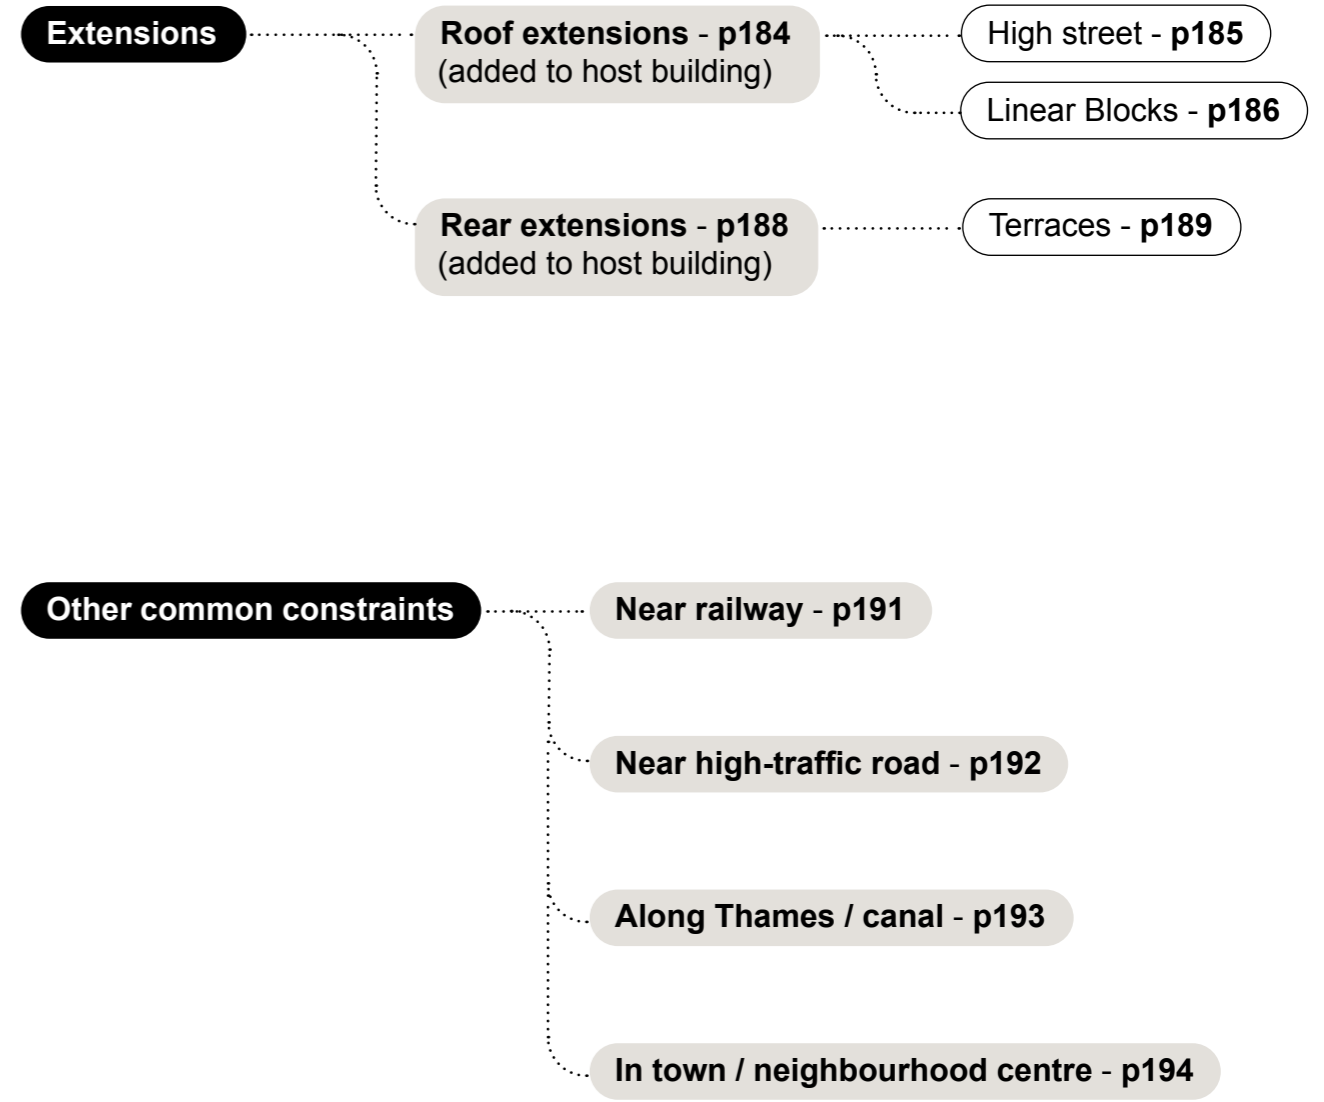 Extensions
Roof extensions - p184
(added to host building)
High street - p185
Linear Blocks - p186
Rear extensions - p188
(added to host building)
Terraces - p189
Other common constraints
Near railway - p191
Near high-traffic road - p192
Along Thames / canal - p193
In town / neighbourhood centre - p194